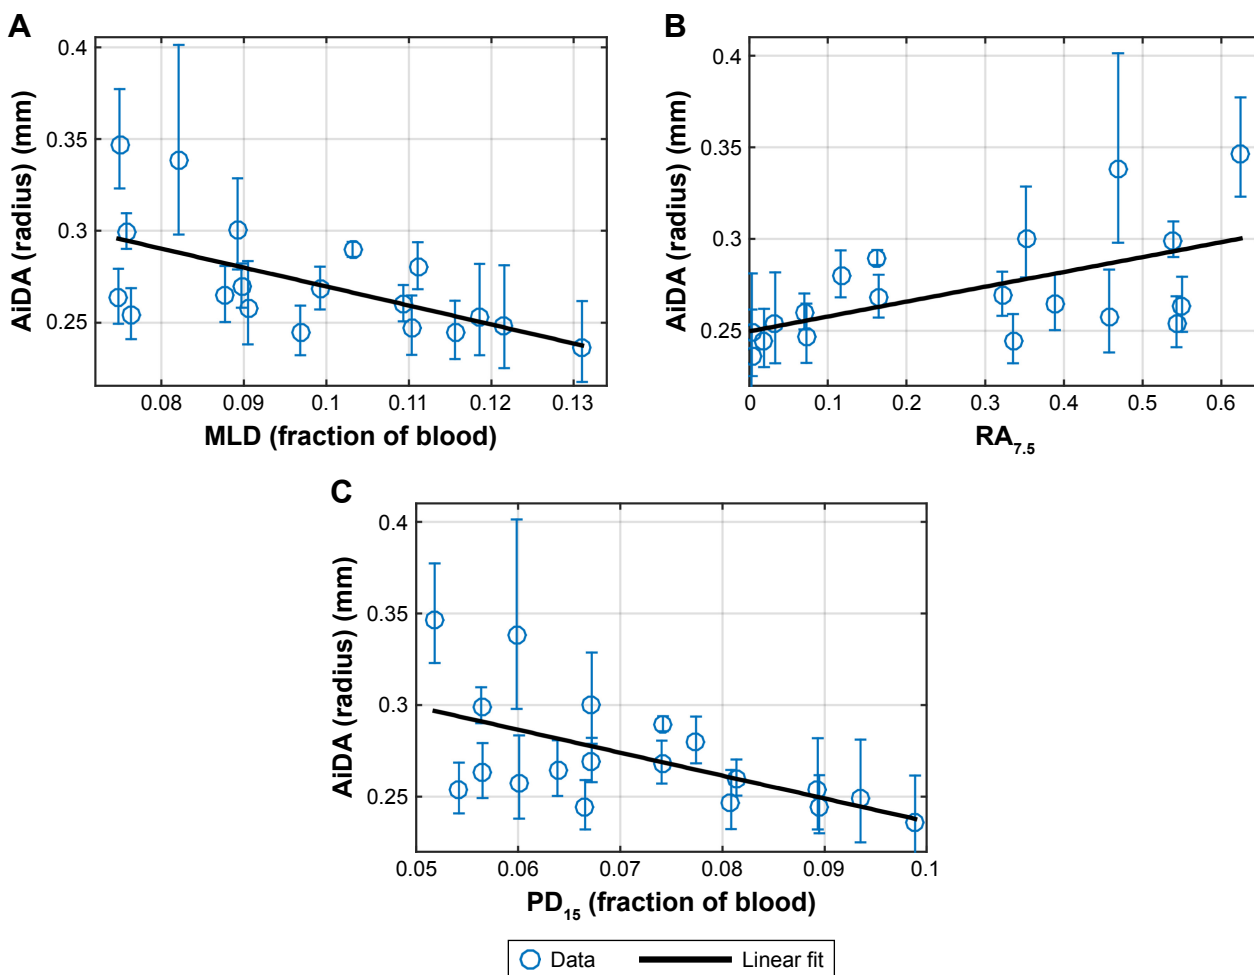 A
0.4
0.35
0.3
0.25
AiDA (radius) (mm)
0.08 0.09 0.1 0.11 0.12 0.13
MLD (fraction of blood)
B
0.4
0.35
0.3
0.25
AiDA (radius) (mm)
0 0.1 0.2 0.3 0.4 0.5 0.6
RA7.5
C
0.4
0.35
0.3
0.25
AiDA (radius) (mm)
0.05 0.06 0.07 0.08 0.09 0.1
PD15 (fraction of blood)
Data Linear fit